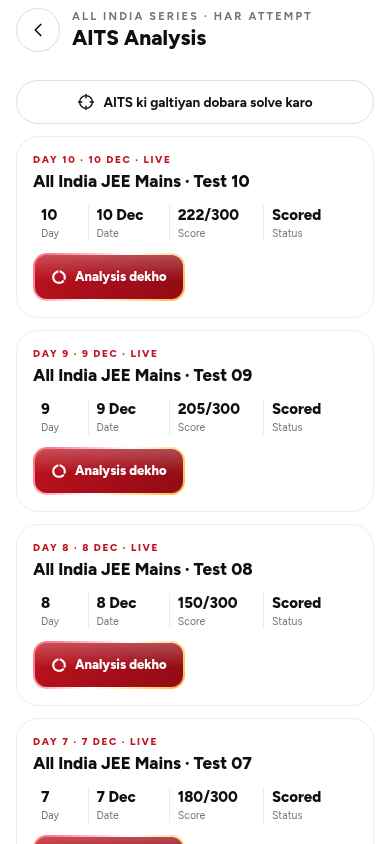 ALL INDIA SERIES · HAR ATTEMPT
AITS Analysis
AITS ki galtiyan dobara solve karo
DAY 10 · 10 DEC · LIVE
All India JEE Mains · Test 10
10 10 Dec 222/300 Scored
Day Date Score Status
Analysis dekho
DAY 9 · 9 DEC · LIVE
All India JEE Mains · Test 09
9 9 Dec 205/300 Scored
Day Date Score Status
Analysis dekho
DAY 8 · 8 DEC · LIVE
All India JEE Mains · Test 08
8 8 Dec 150/300 Scored
Day Date Score Status
Analysis dekho
DAY 7 · 7 DEC · LIVE
All India JEE Mains · Test 07
7 7 Dec 180/300 Scored
Day Date Score Status